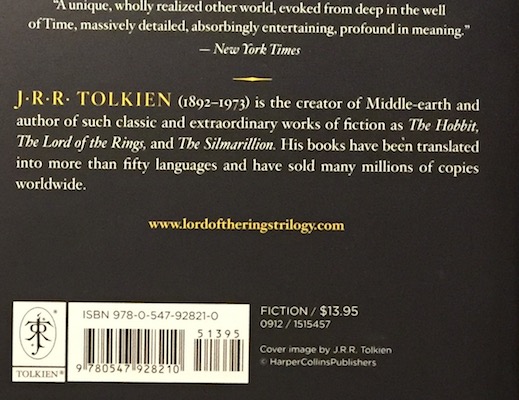 "A unique, wholly realized other world, evoked from deep in the well
of Time, massively detailed, absorbingly entertaining, profound in meaning."
— New York Times
J·R·R· TOLKIEN (1892–1973) is the creator of Middle-earth and
author of such classic and extraordinary works of fiction as The Hobbit,
The Lord of the Rings, and The Silmarillion. His books have been translated
into more than fifty languages and have sold many millions of copies
worldwide.
www.lordoftheringstrilogy.com
ISBN 978-0-547-92821-0
51395
9 780547 928210
TOLKIEN®
FICTION / $13.95
0912 / 1515457
Cover image by J.R.R. Tolkien
© HarperCollinsPublishers